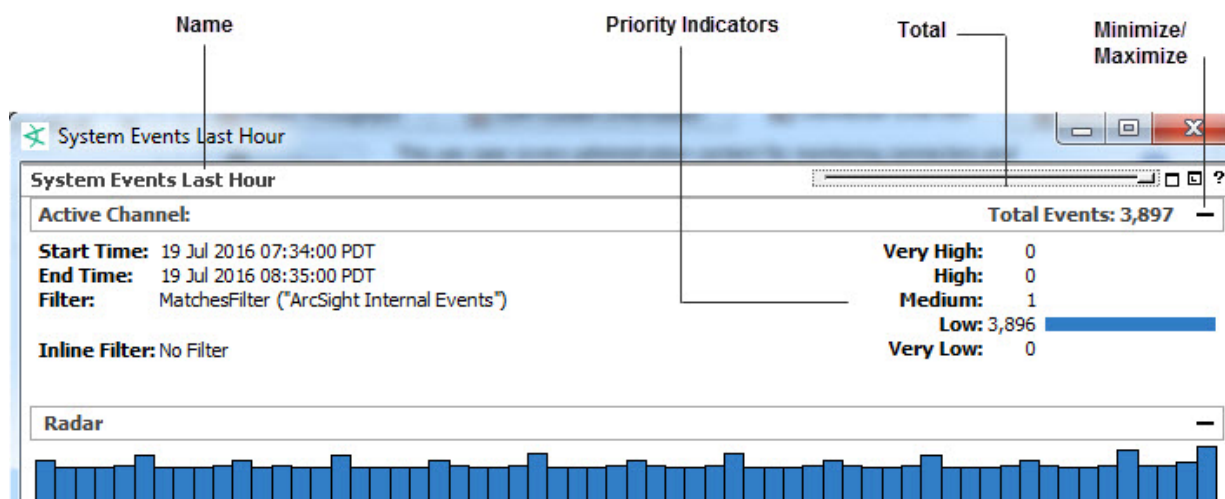 Name
Priority Indicators
Total
Minimize/
Maximize
System Events Last Hour
System Events Last Hour
?
Active Channel:
Total Events: 3,897
Start Time: 19 Jul 2016 07:34:00 PDT
End Time: 19 Jul 2016 08:35:00 PDT
Filter: MatchesFilter ("ArcSight Internal Events")
Inline Filter: No Filter
Very High: 0
High: 0
Medium: 1
Low: 3,896
Very Low: 0
Radar